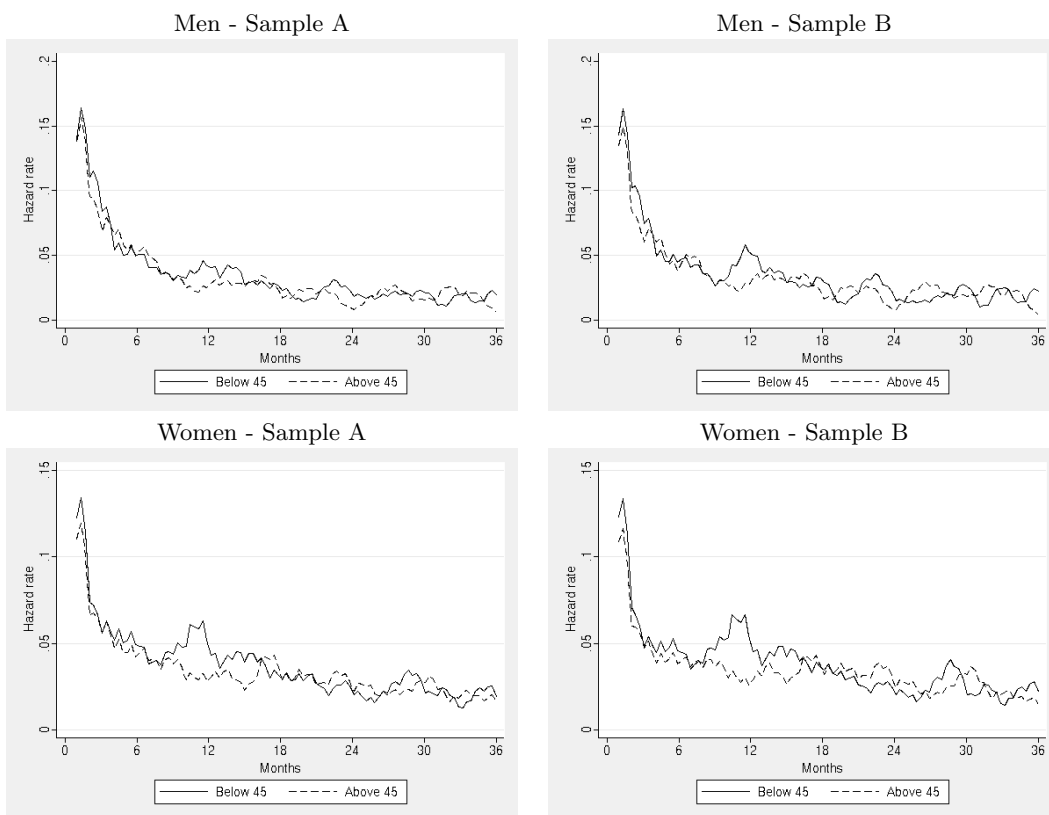 Men - Sample A
Hazard rate
.2
.15
.1
.05
0
0 6 12 18 24 30 36
Months
Below 45 Above 45
Men - Sample B
Hazard rate
.2
.15
.1
.05
0
0 6 12 18 24 30 36
Months
Below 45 Above 45
Women - Sample A
Hazard rate
.15
.1
.05
0
0 6 12 18 24 30 36
Months
Below 45 Above 45
Women - Sample B
Hazard rate
.15
.1
.05
0
0 6 12 18 24 30 36
Months
Below 45 Above 45